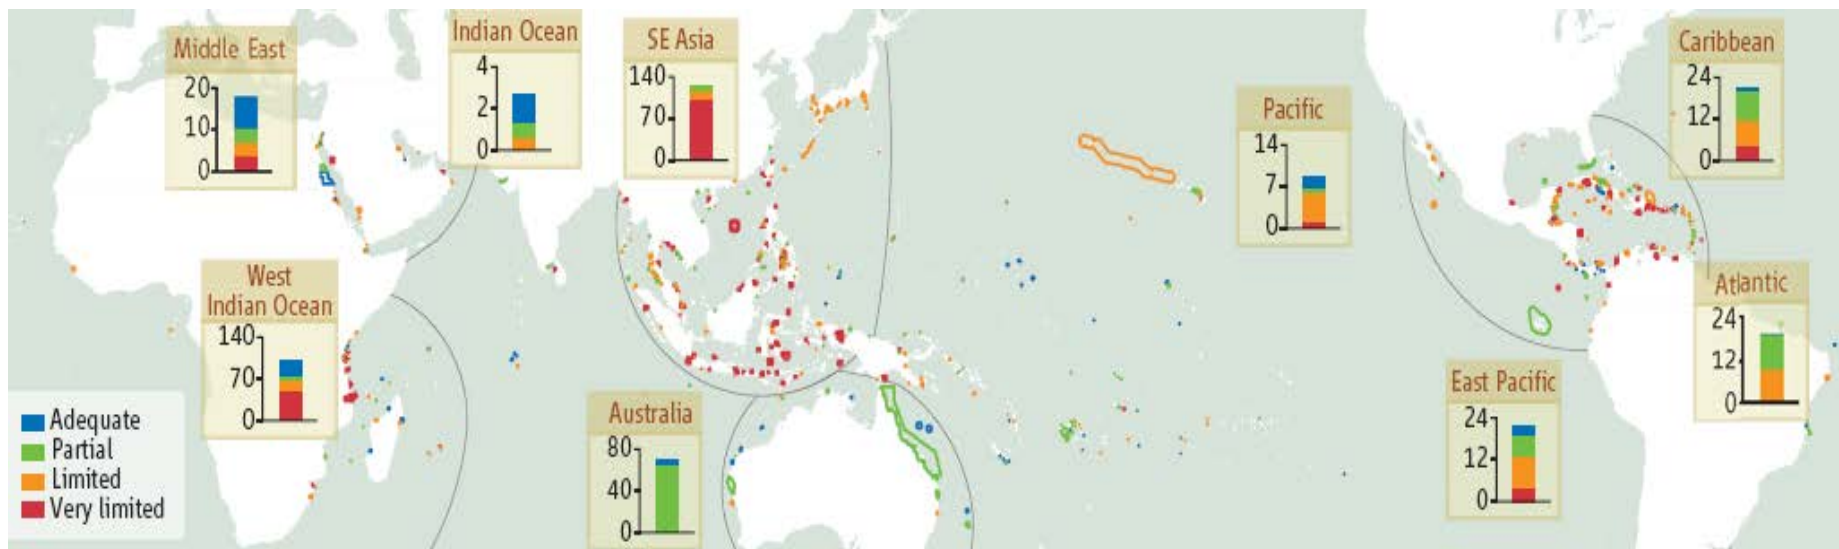 Middle East
20
10
0
Indian Ocean
4
2
0
SE Asia
140
70
0
Pacific
14
7
0
Caribbean
24
12
0
West
Indian Ocean
140
70
0
Australia
80
40
0
East Pacific
24
12
0
Atlantic
24
12
0
Adequate
Partial
Limited
Very limited